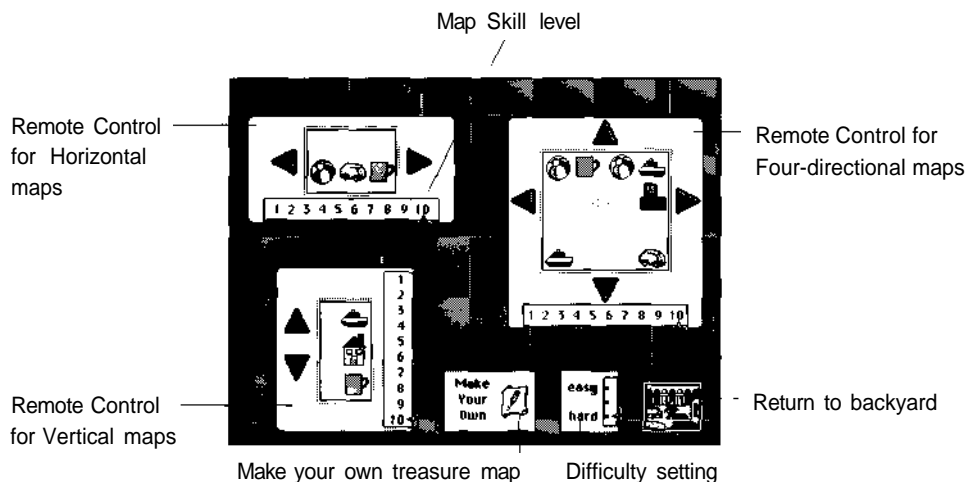 Map Skill level
Remote Control
for Horizontal
maps
Remote Control for
Four-directional maps
1 2 3 4 5 6 7 8 9 10
1 2 3 4 5 6 7 8 9 10
1
2
3
4
5
6
7
8
9
10
Make
Your
Own
easy
hard
Remote Control
for Vertical maps
Return to backyard
Make your own treasure map
Difficulty setting